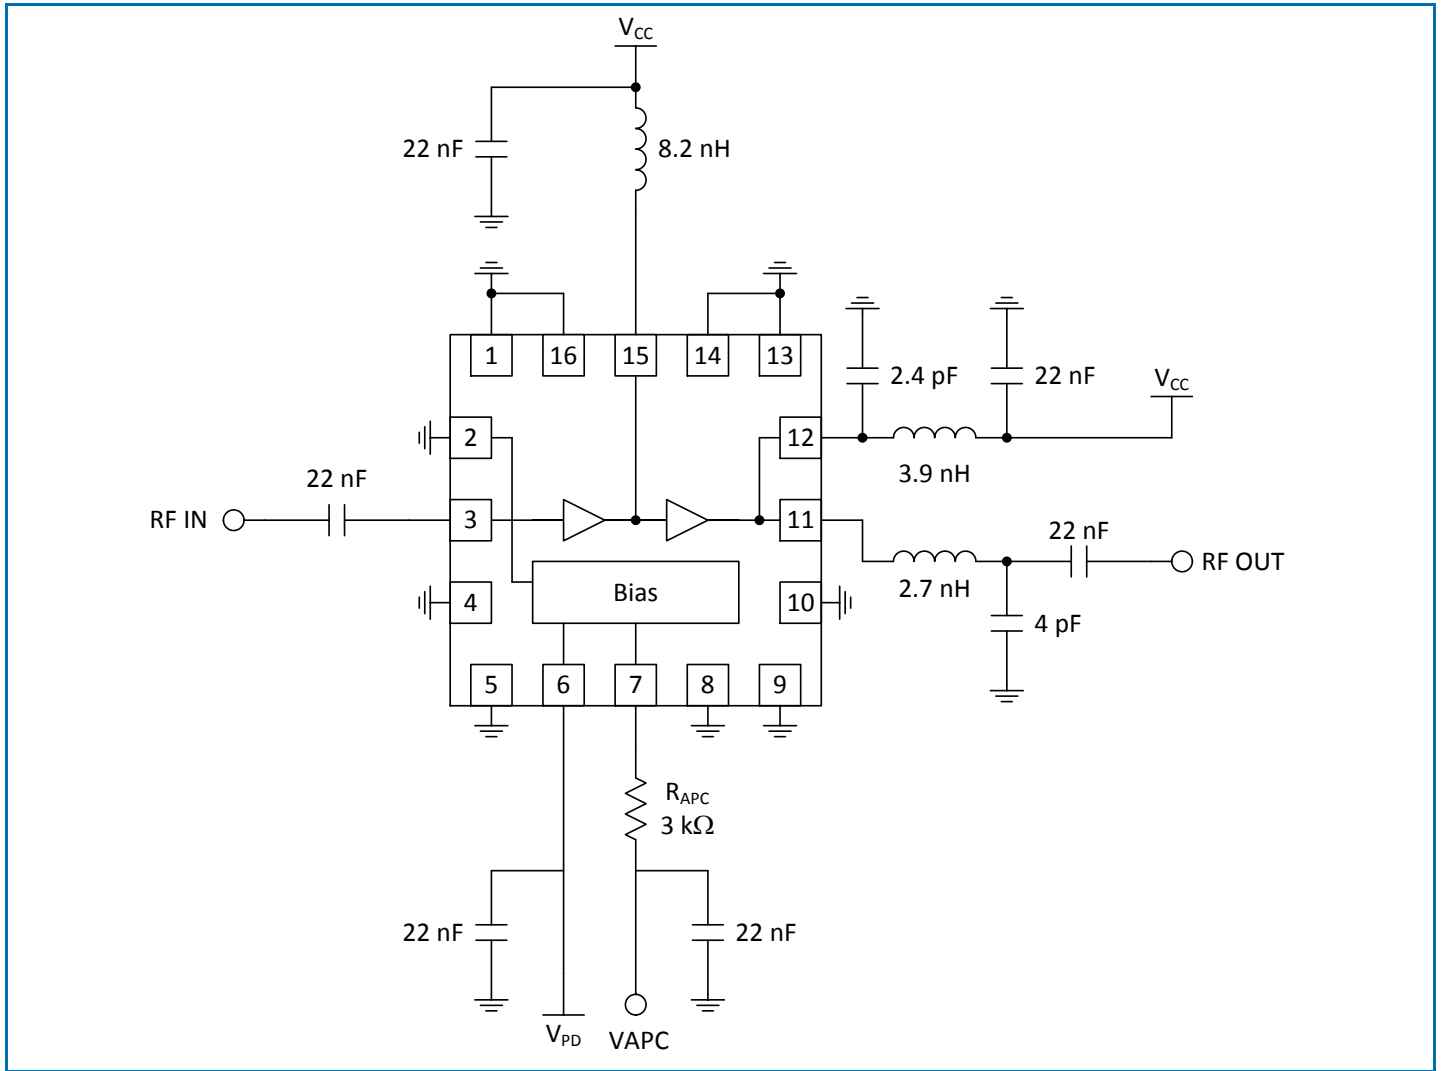 VCC
22 nF
8.2 nH
1
16
15
14
13
2.4 pF
22 nF
VCC
2
12
3.9 nH
22 nF
RF IN
3
11
22 nF
RF OUT
2.7 nH
Bias
4
10
4 pF
5
6
7
8
9
RAPC
3 kΩ
22 nF
22 nF
VPD
VAPC